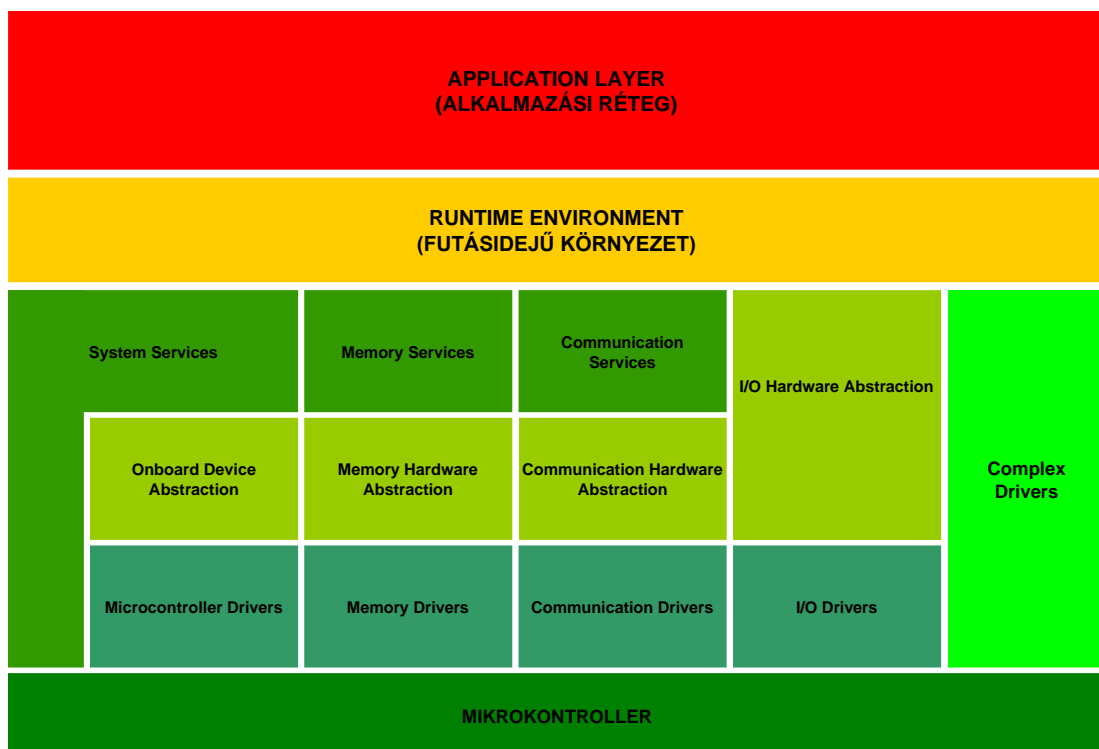 APPLICATION LAYER
(ALKALMAZÁSI RÉTEG)
RUNTIME ENVIRONMENT
(FUTÁSIDEJŰ KÖRNYEZET)
System Services
Memory Services
Communication
Services
I/O Hardware Abstraction
Complex
Drivers
Onboard Device
Abstraction
Memory Hardware
Abstraction
Communication Hardware
Abstraction
Microcontroller Drivers
Memory Drivers
Communication Drivers
I/O Drivers
MIKROKONTROLLER